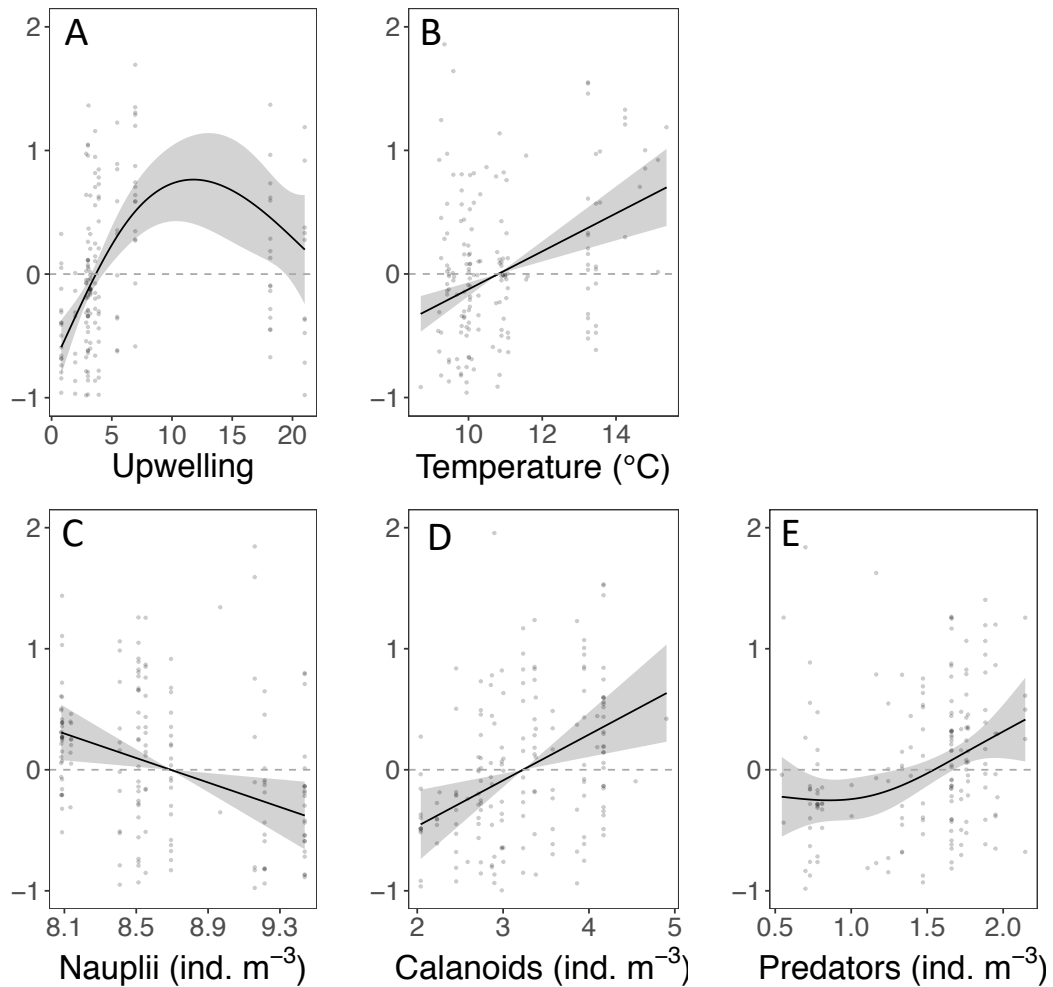 A
B
2
1
0
−1
2
1
0
−1
0 5 10 15 20
10 12 14
Upwelling
Temperature (°C)
C
D
E
2
1
0
−1
2
1
0
−1
2
1
0
−1
8.1 8.5 8.9 9.3
2 3 4 5
0.5 1.0 1.5 2.0
Nauplii (ind. m⁻³)
Calanoids (ind. m⁻³)
Predators (ind. m⁻³)